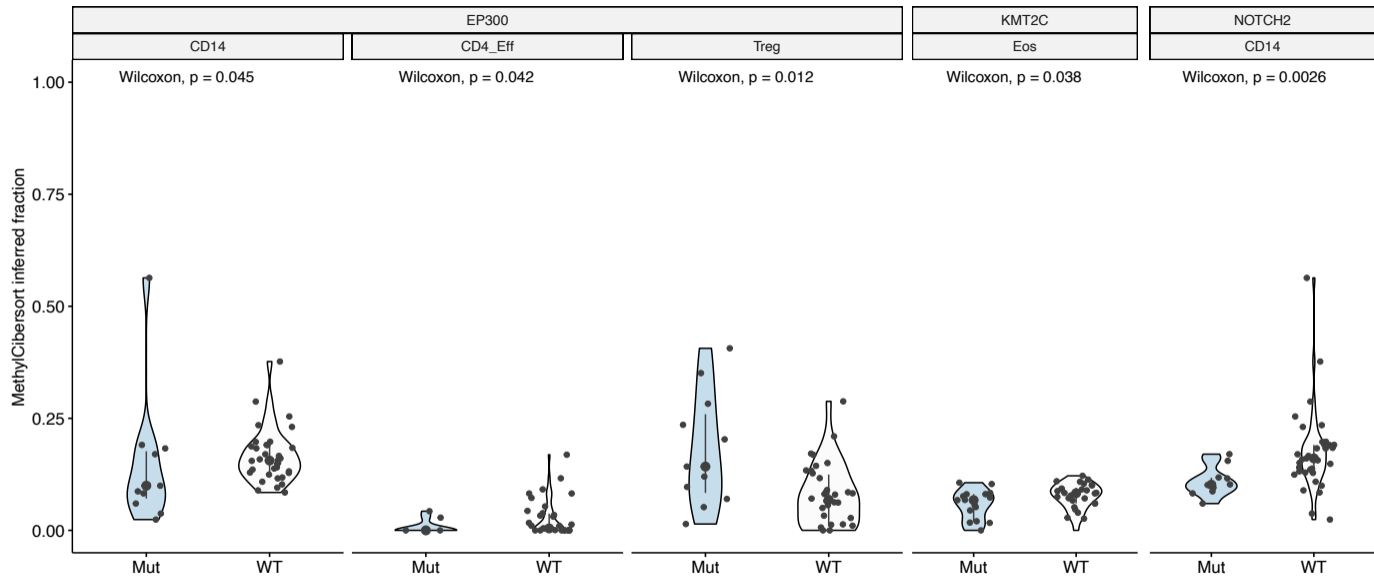 EP300 KMT2C NOTCH2
CD14 CD4_Eff Treg Eos CD14
Wilcoxon, p = 0.045 Wilcoxon, p = 0.042 Wilcoxon, p = 0.012 Wilcoxon, p = 0.038 Wilcoxon, p = 0.0026
1.00
0.75
0.50
0.25
0.00
MethylCibersort inferred fraction
Mut WT Mut WT Mut WT Mut WT Mut WT